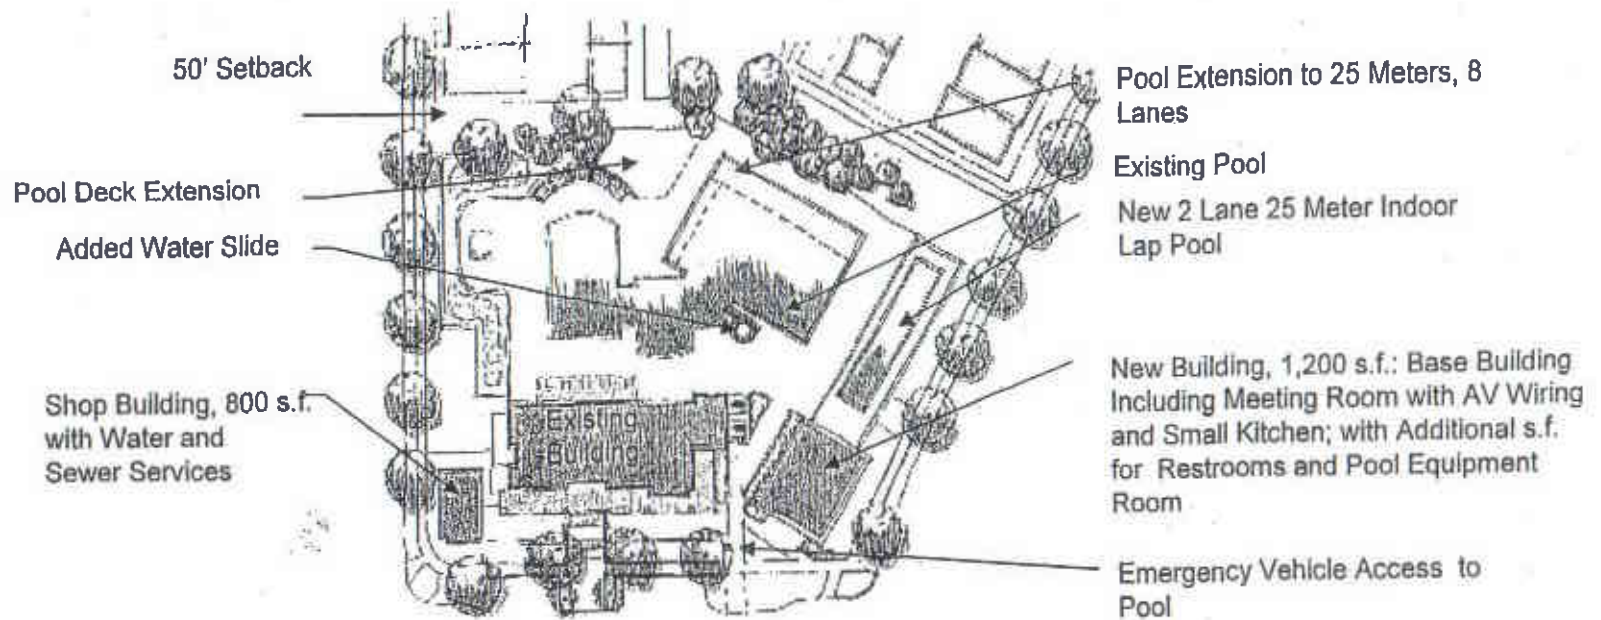 50' Setback
Pool Deck Extension
Added Water Slide
Shop Building, 800 s.f.
with Water and
Sewer Services
Existing
Building
Pool Extension to 25 Meters, 8
Lanes
Existing Pool
New 2 Lane 25 Meter Indoor
Lap Pool
New Building, 1,200 s.f.: Base Building
Including Meeting Room with AV Wiring
and Small Kitchen; with Additional s.f.
for Restrooms and Pool Equipment
Room
Emergency Vehicle Access to
Pool